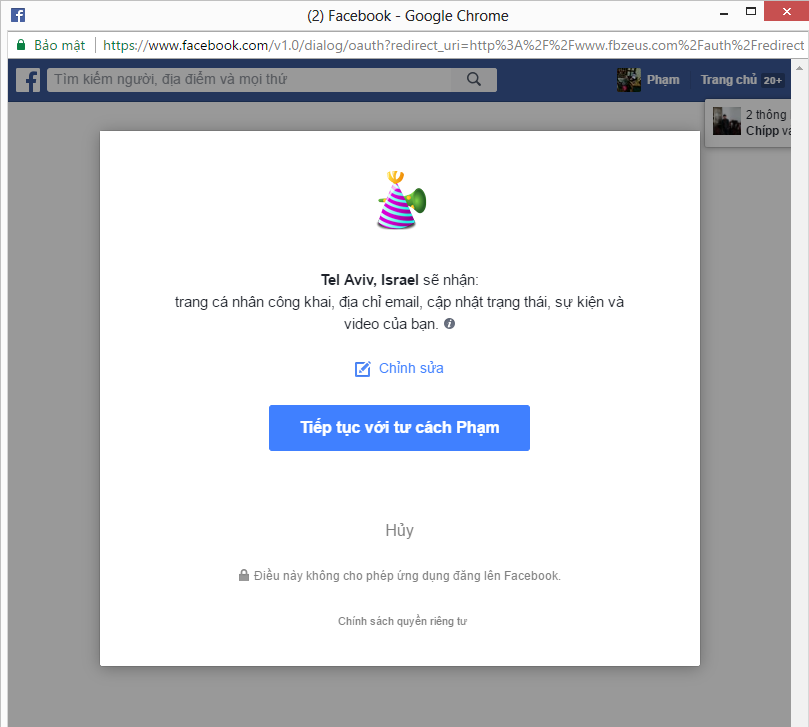 (2) Facebook - Google Chrome
Bảo mật https://www.facebook.com/v1.0/dialog/oauth?redirect_uri=http%3A%2F%2Fwww.fbzeus.com%2Fauth%2Fredirect
Tìm kiếm người, địa điểm và mọi thứ
Phạm
Trang chủ 20+
2 thông
Chípp và
Tel Aviv, Israel sẽ nhận:
trang cá nhân công khai, địa chỉ email, cập nhật trạng thái, sự kiện và
video của bạn.
Chỉnh sửa
Tiếp tục với tư cách Phạm
Hủy
Điều này không cho phép ứng dụng đăng lên Facebook.
Chính sách quyền riêng tư